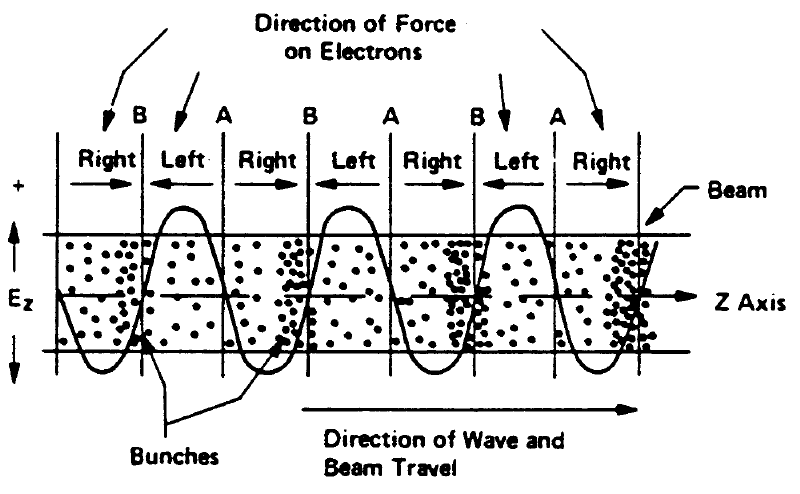 Direction of Force
on Electrons
B A B A B A
Right Left Right Left Right Left Right
+
Beam
Ez
Z Axis
Bunches
Direction of Wave and
Beam Travel